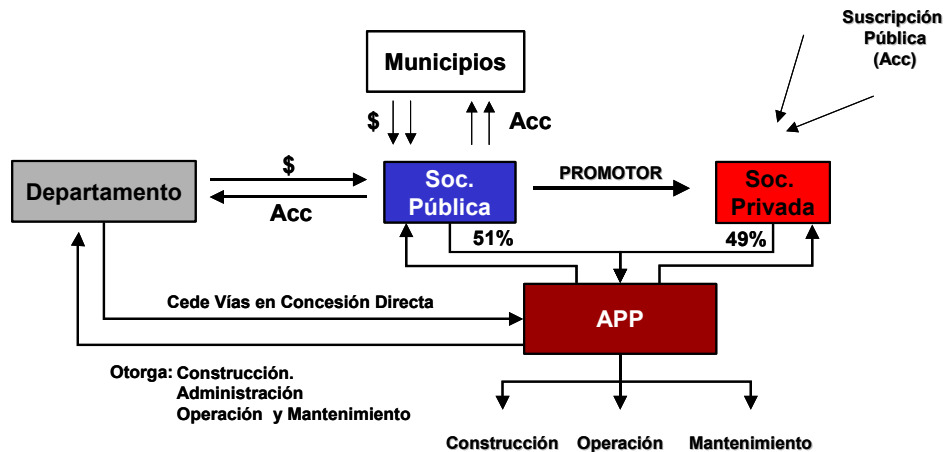 Suscripción
Pública
(Acc)
Municipios
$
Acc
Departamento
$
Acc
Soc.
Pública
PROMOTOR
Soc.
Privada
51%
49%
Cede Vías en Concesión Directa
APP
Otorga: Construcción.
Administración
Operación y Mantenimiento
Construcción
Operación
Mantenimiento